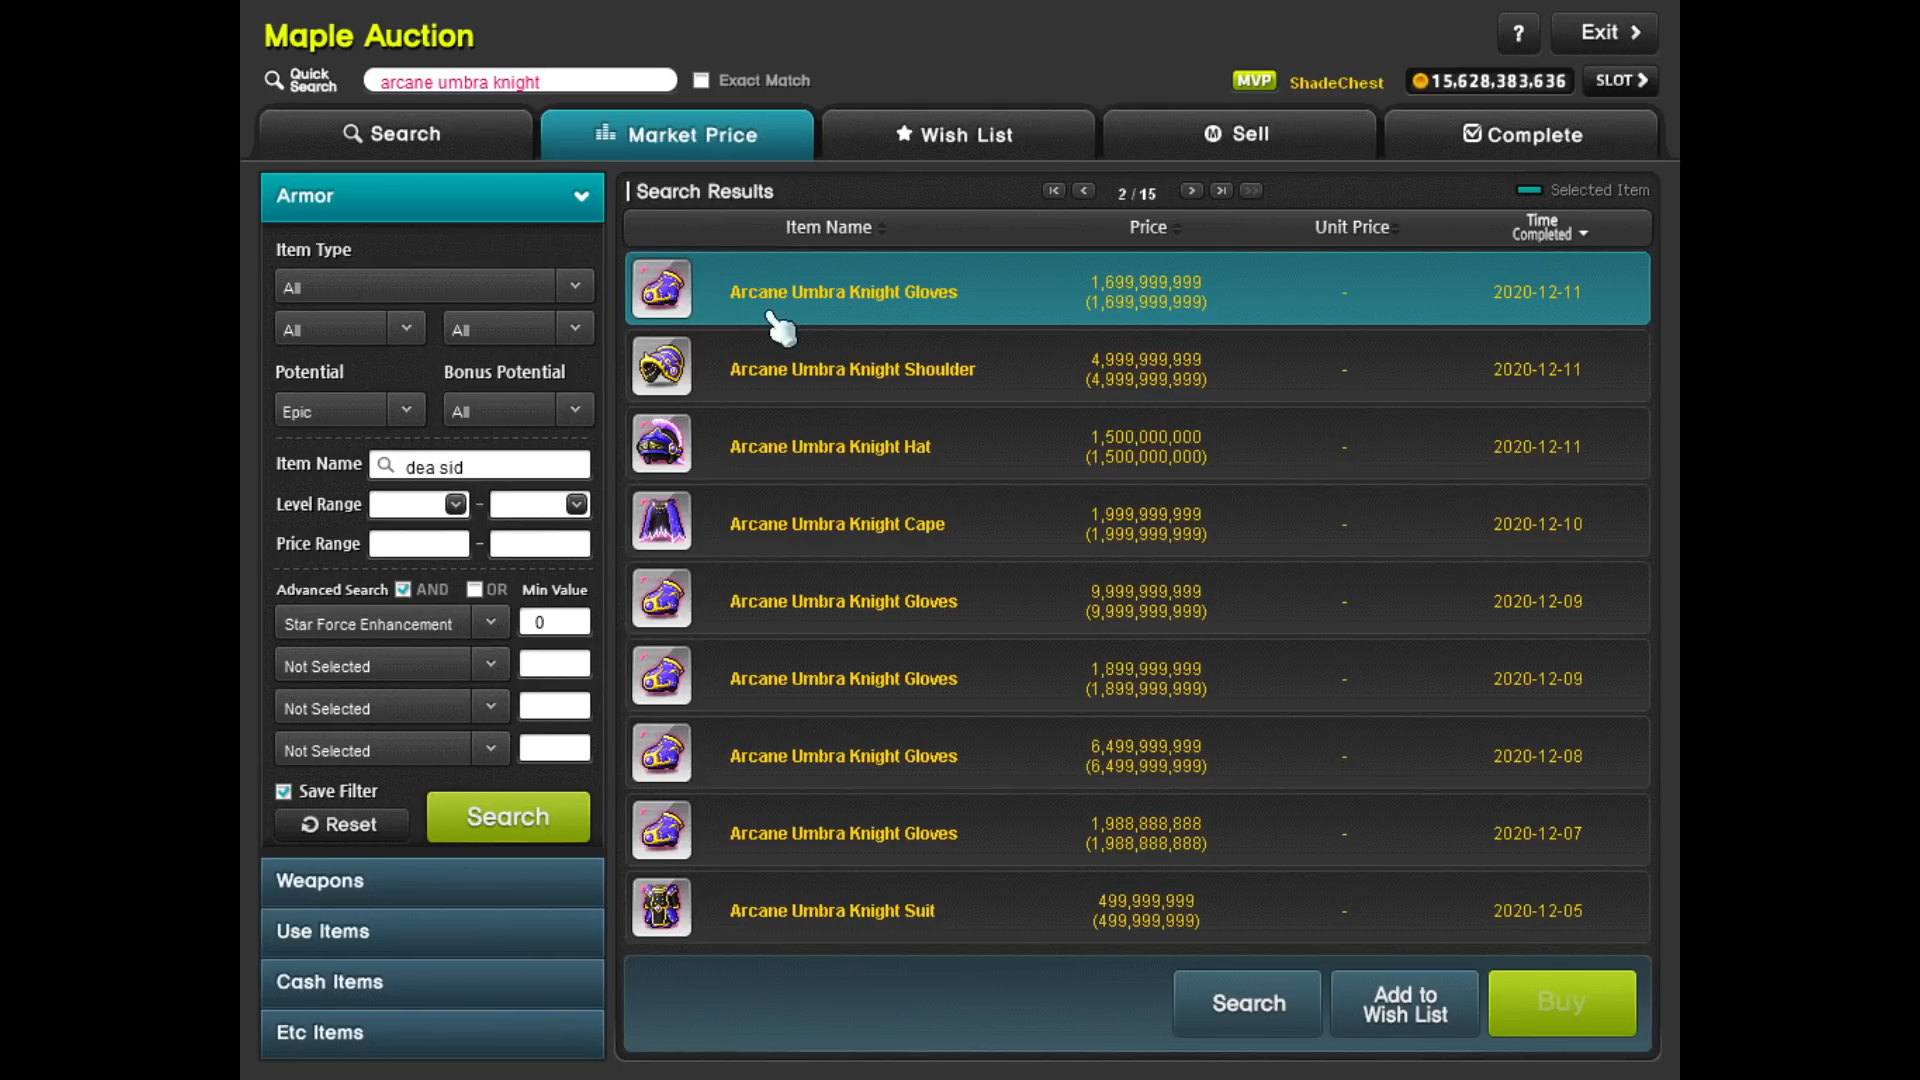 Maple Auction
?
Exit
Quick
Search
arcane umbra knight
Exact Match
MVP
ShadeChest
15,628,383,636
SLOT
Search
Market Price
Wish List
Sell
Complete
Armor
Item Type
All
All
All
Potential
Bonus Potential
Epic
All
Item Name
dea sid
Level Range
-
Price Range
-
Advanced Search
AND
OR
Min Value
Star Force Enhancement
0
Not Selected
Not Selected
Not Selected
Save Filter
Reset
Search
Weapons
Use Items
Cash Items
Etc Items
Search Results
2 / 15
Selected Item
Item Name
Price
Unit Price
Time
Completed
Arcane Umbra Knight Gloves
1,699,999,999
(1,699,999,999)
-
2020-12-11
Arcane Umbra Knight Shoulder
4,999,999,999
(4,999,999,999)
-
2020-12-11
Arcane Umbra Knight Hat
1,500,000,000
(1,500,000,000)
-
2020-12-11
Arcane Umbra Knight Cape
1,999,999,999
(1,999,999,999)
-
2020-12-10
Arcane Umbra Knight Gloves
9,999,999,999
(9,999,999,999)
-
2020-12-09
Arcane Umbra Knight Gloves
1,899,999,999
(1,899,999,999)
-
2020-12-09
Arcane Umbra Knight Gloves
6,499,999,999
(6,499,999,999)
-
2020-12-08
Arcane Umbra Knight Gloves
1,988,888,888
(1,988,888,888)
-
2020-12-07
Arcane Umbra Knight Suit
499,999,999
(499,999,999)
-
2020-12-05
Search
Add to
Wish List
Buy